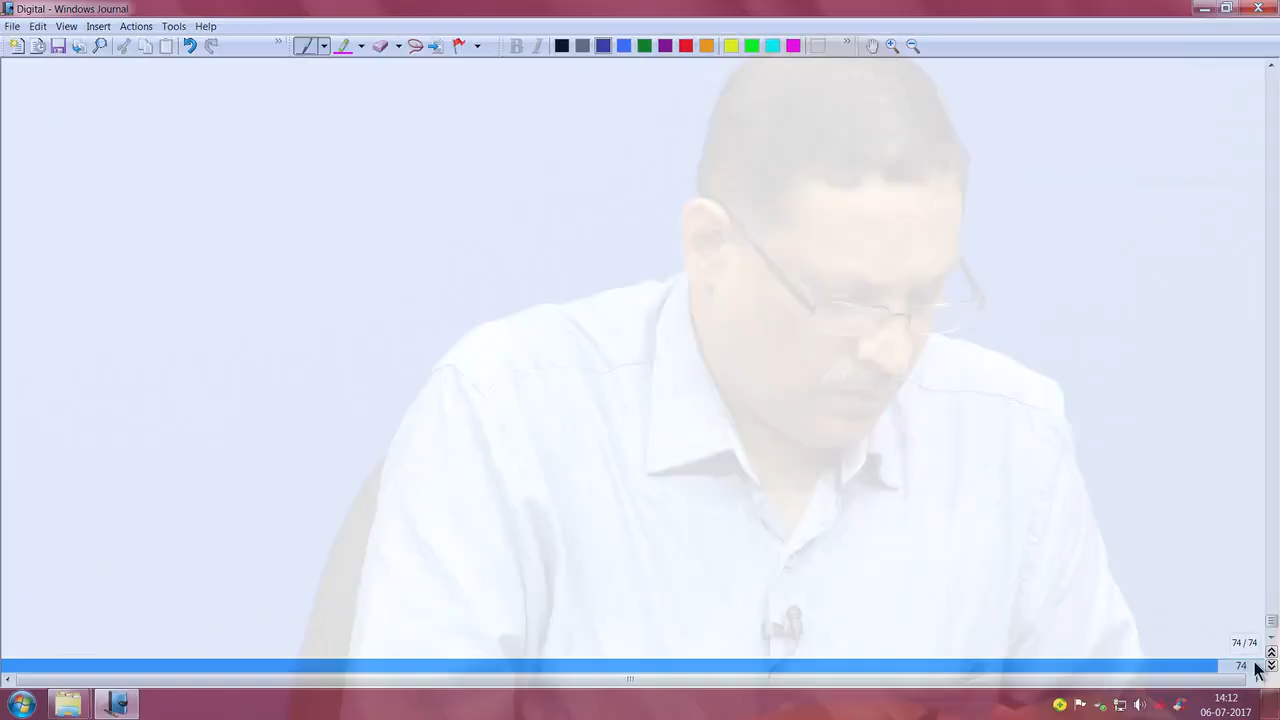 Digital - Windows Journal
File Edit View Insert Actions Tools Help
B I
74 / 74
74
14:12
06-07-2017